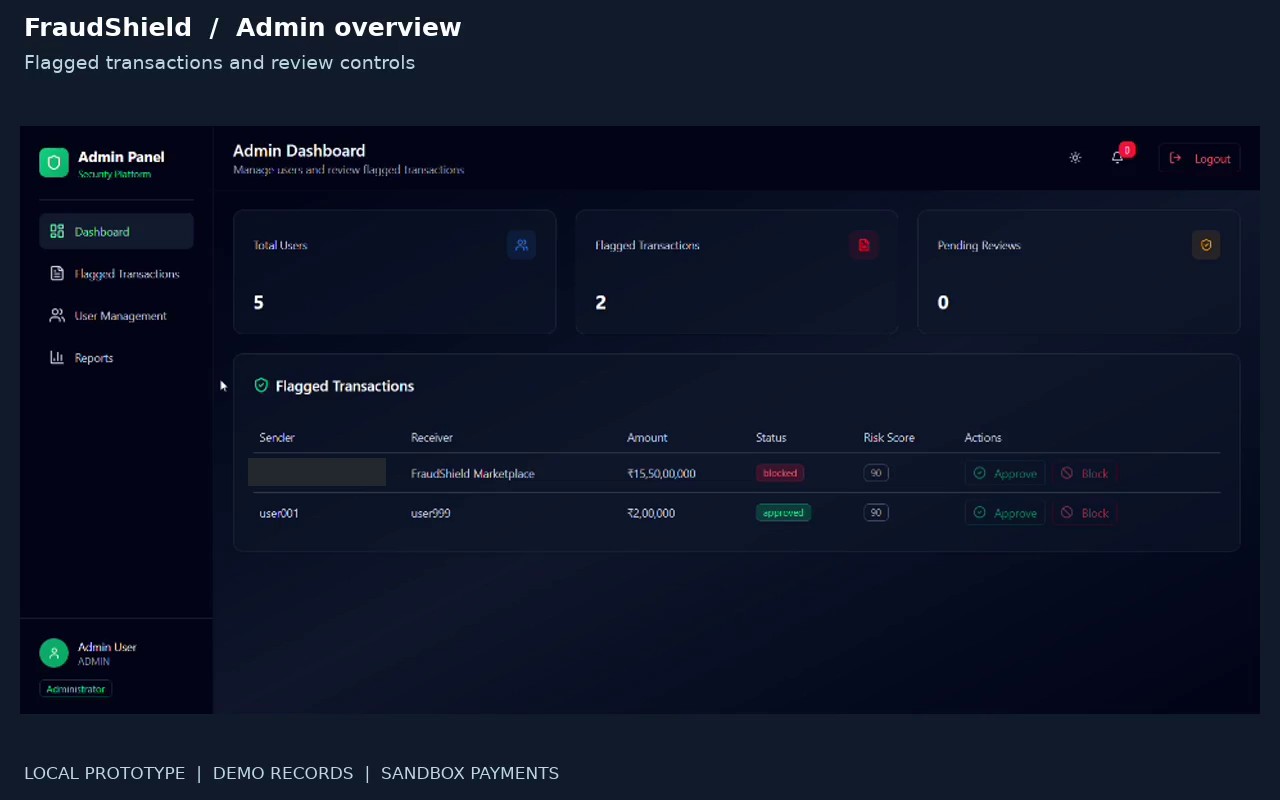 FraudShield / Admin overview
Flagged transactions and review controls
Admin Panel
Security Platform
Dashboard
Flagged Transactions
User Management
Reports
Admin User
ADMIN
Administrator
Admin Dashboard
Manage users and review flagged transactions
0
Logout
Total Users
5
Flagged Transactions
2
Pending Reviews
0
Flagged Transactions
Sender Receiver Amount Status Risk Score Actions
FraudShield Marketplace ₹15,50,00,000 blocked 90 Approve Block
user001 user999 ₹2,00,000 approved 90 Approve Block
LOCAL PROTOTYPE | DEMO RECORDS | SANDBOX PAYMENTS